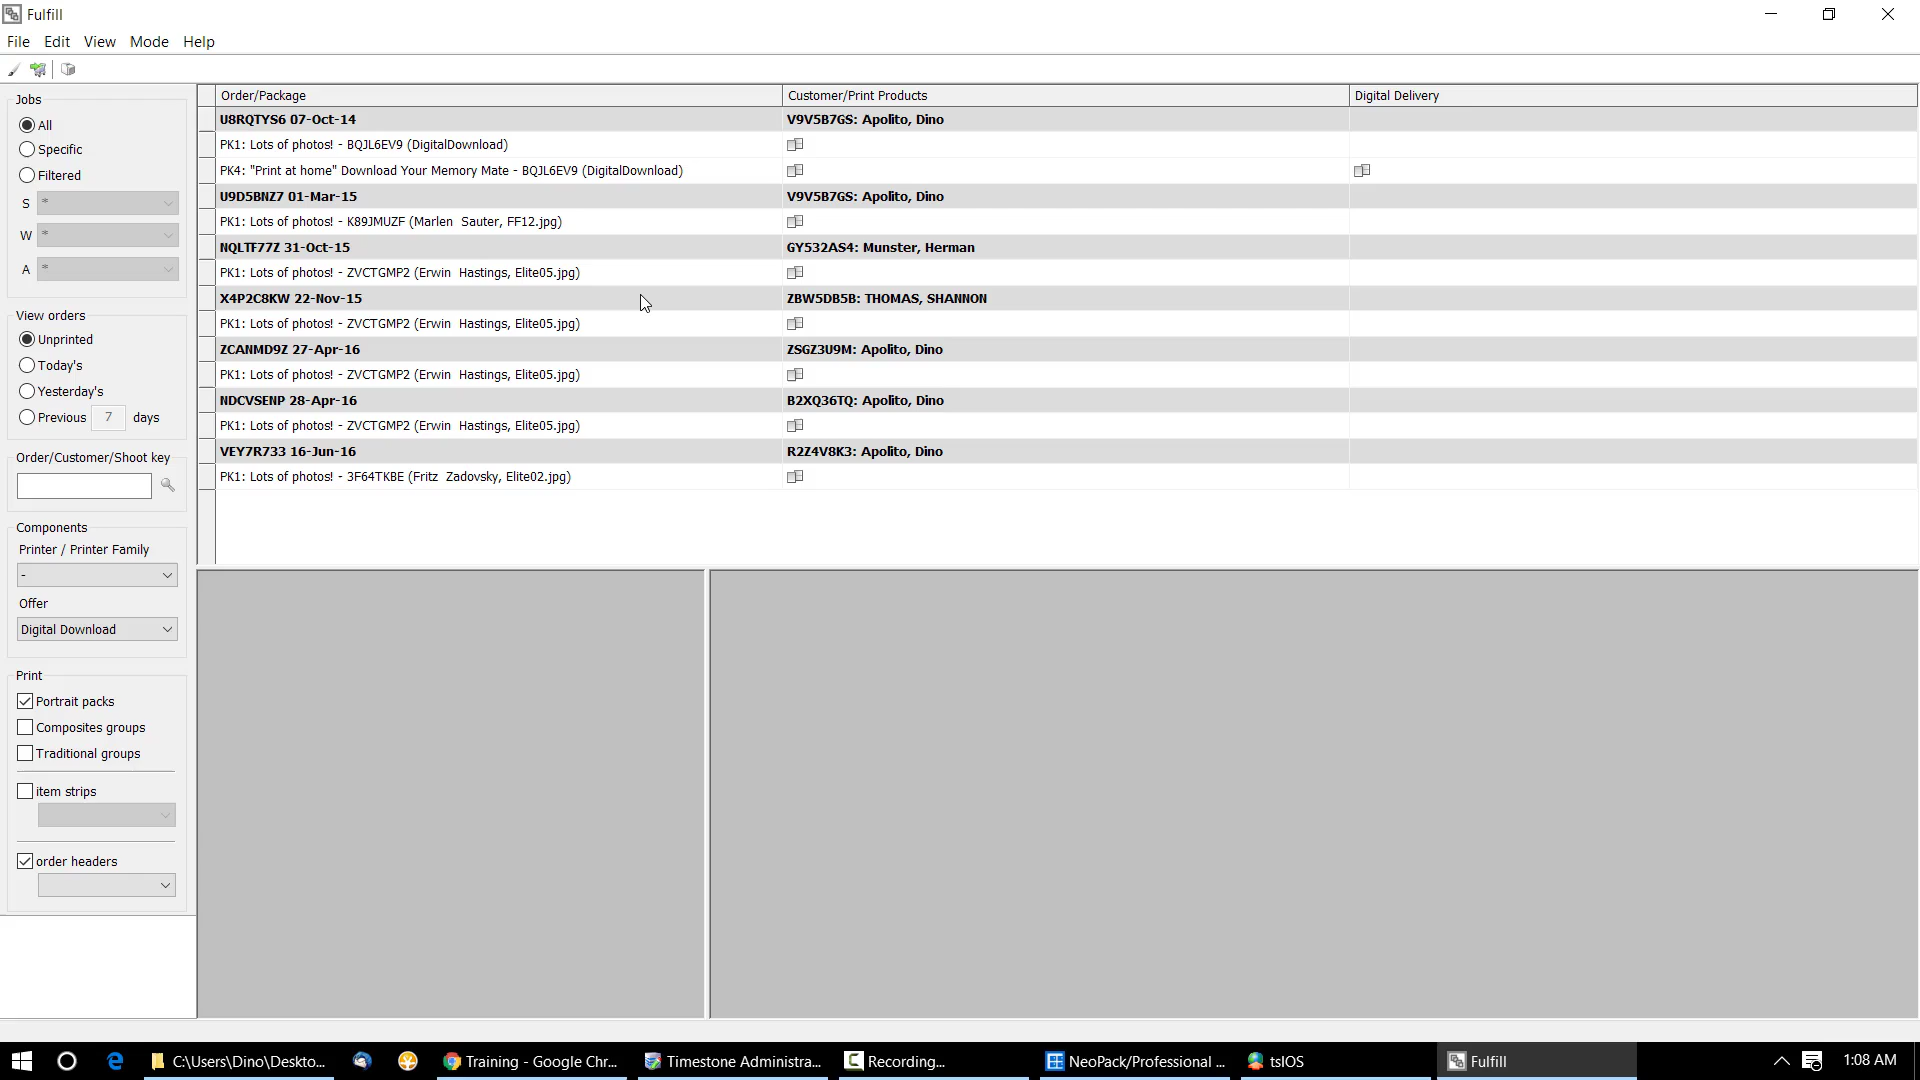 Fulfill
File Edit View Mode Help
Jobs
All
Specific
Filtered
S *
W *
A *
View orders
Unprinted
Today's
Yesterday's
Previous 7 days
Order/Customer/Shoot key
Components
Printer / Printer Family
-
Offer
Digital Download
Print
Portrait packs
Composites groups
Traditional groups
item strips
order headers
Order/Package Customer/Print Products Digital Delivery
U8RQTYS6 07-Oct-14 V9V5B7GS: Apolito, Dino
PK1: Lots of photos! - BQJL6EV9 (DigitalDownload)
PK4: "Print at home" Download Your Memory Mate - BQJL6EV9 (DigitalDownload)
U9D5BNZ7 01-Mar-15 V9V5B7GS: Apolito, Dino
PK1: Lots of photos! - K89JMUZF (Marlen  Sauter, FF12.jpg)
NQLTF77Z 31-Oct-15 GY532AS4: Munster, Herman
PK1: Lots of photos! - ZVCTGMP2 (Erwin  Hastings, Elite05.jpg)
X4P2C8KW 22-Nov-15 ZBW5DB5B: THOMAS, SHANNON
PK1: Lots of photos! - ZVCTGMP2 (Erwin  Hastings, Elite05.jpg)
ZCANMD9Z 27-Apr-16 ZSGZ3U9M: Apolito, Dino
PK1: Lots of photos! - ZVCTGMP2 (Erwin  Hastings, Elite05.jpg)
NDCVSENP 28-Apr-16 B2XQ36TQ: Apolito, Dino
PK1: Lots of photos! - ZVCTGMP2 (Erwin  Hastings, Elite05.jpg)
VEY7R733 16-Jun-16 R2Z4V8K3: Apolito, Dino
PK1: Lots of photos! - 3F64TKBE (Fritz  Zadovsky, Elite02.jpg)
C:\Users\Dino\Deskto... Training - Google Chr... Timestone Administra... Recording... NeoPack/Professional ... tsIOS Fulfill 1:08 AM